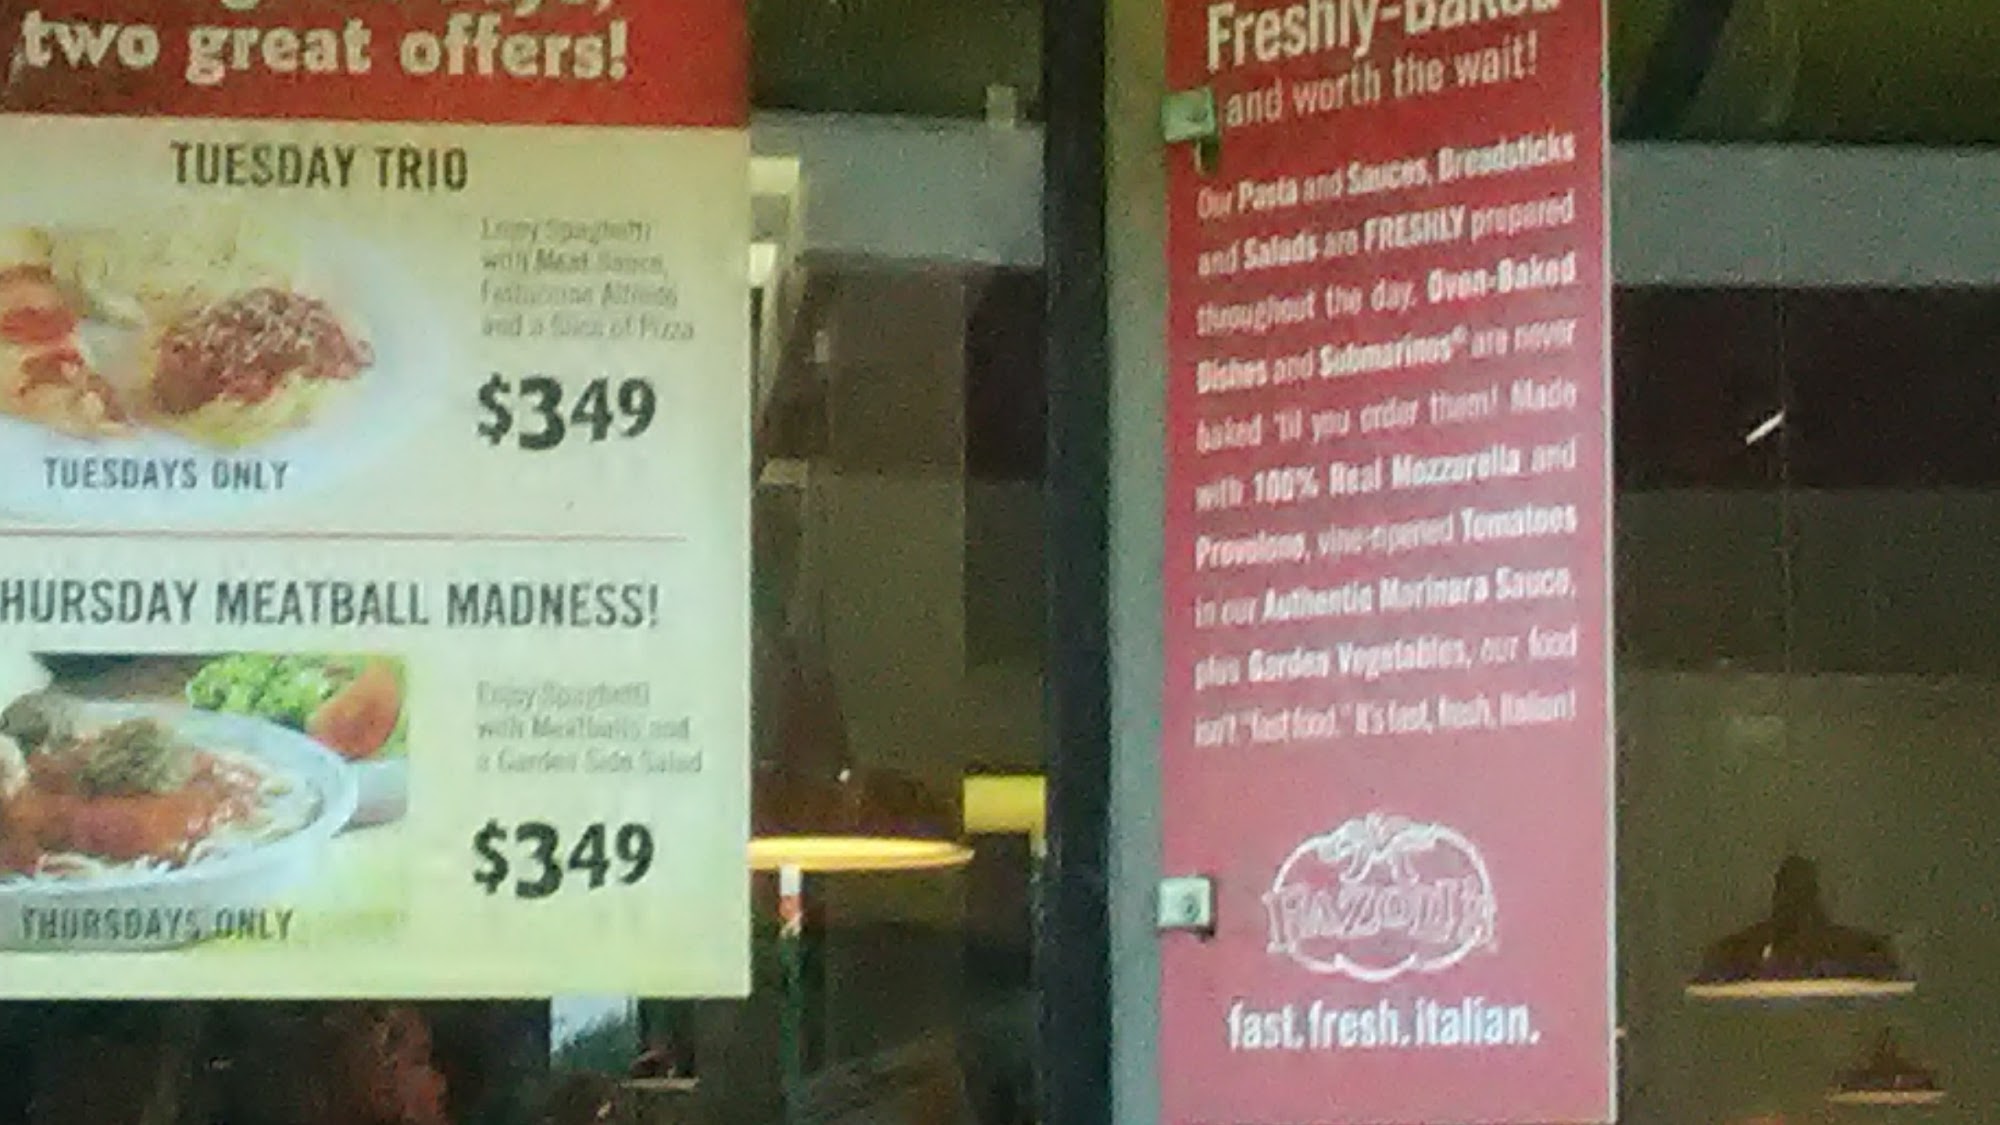 two great offers!
TUESDAY TRIO
Enjoy Spaghetti
with Meat Sauce,
Fettuccine Alfredo
and a Slice of Pizza
$349
TUESDAYS ONLY
HURSDAY MEATBALL MADNESS!
Enjoy Spaghetti
with Meatballs and
a Garden Side Salad
$349
THURSDAYS ONLY
Freshly-Baked
and worth the wait!
Our Pasta and Sauces, Breadsticks
and Salads are FRESHLY prepared
throughout the day. Oven-Baked
Dishes and Submarinos® are never
baked 'til you order them! Made
with 100% Real Mozzarella and
Provolone, vine-ripened Tomatoes
in our Authentic Marinara Sauce,
plus Garden Vegetables, our food
isn't "fast food." It's fast, fresh, Italian!
FAZOLI'S
fast.fresh.italian.